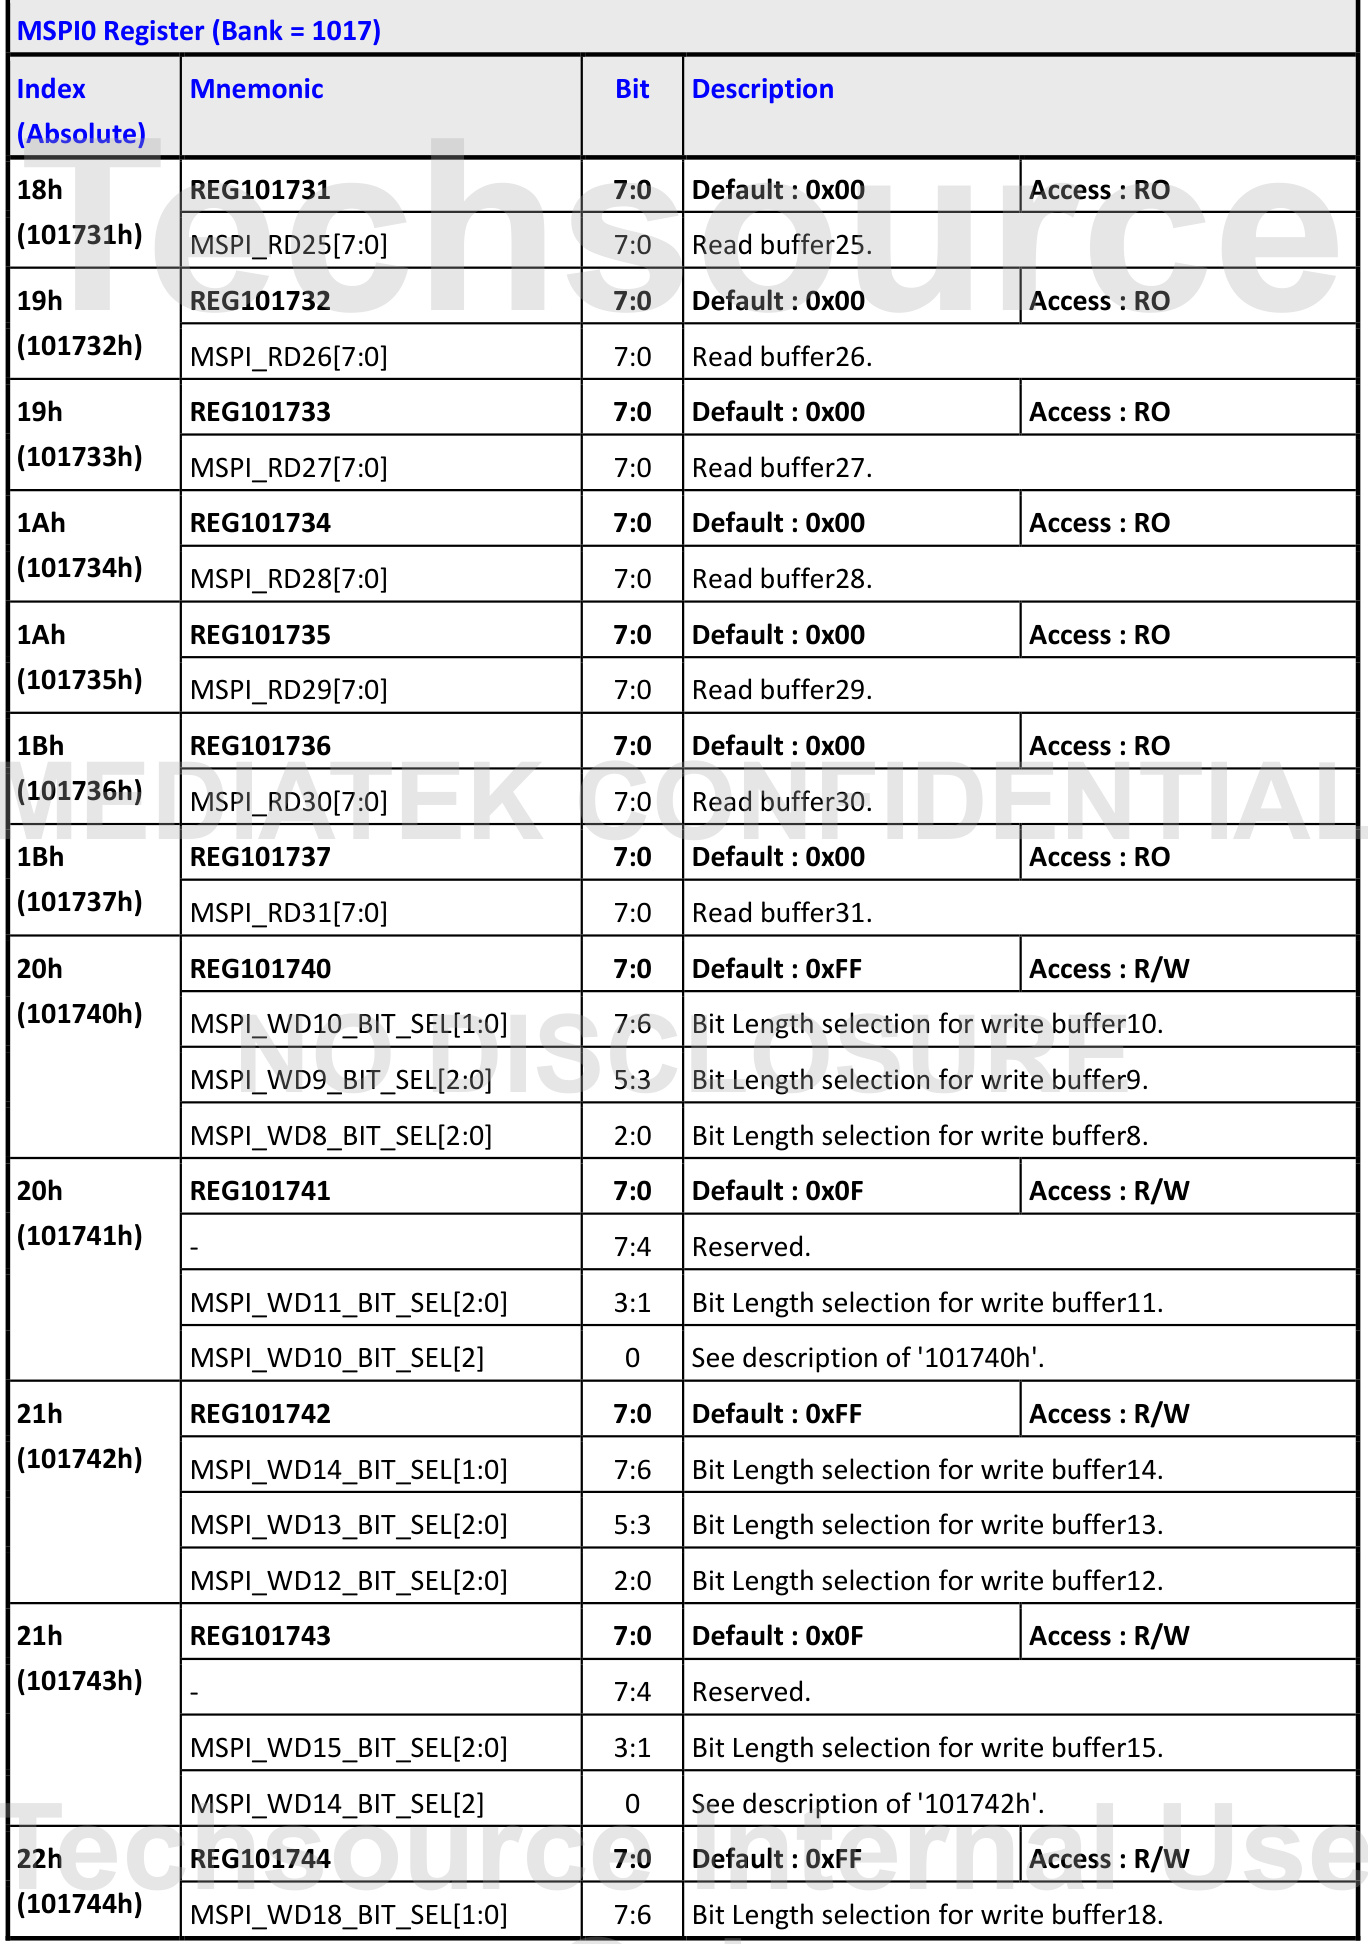 MSPI0 Register (Bank = 1017)
Index (Absolute) Mnemonic Bit Description
18h (101731h) REG101731 7:0 Default : 0x00 Access : RO
MSPI_RD25[7:0] 7:0 Read buffer25.
19h (101732h) REG101732 7:0 Default : 0x00 Access : RO
MSPI_RD26[7:0] 7:0 Read buffer26.
19h (101733h) REG101733 7:0 Default : 0x00 Access : RO
MSPI_RD27[7:0] 7:0 Read buffer27.
1Ah (101734h) REG101734 7:0 Default : 0x00 Access : RO
MSPI_RD28[7:0] 7:0 Read buffer28.
1Ah (101735h) REG101735 7:0 Default : 0x00 Access : RO
MSPI_RD29[7:0] 7:0 Read buffer29.
1Bh (101736h) REG101736 7:0 Default : 0x00 Access : RO
MSPI_RD30[7:0] 7:0 Read buffer30.
1Bh (101737h) REG101737 7:0 Default : 0x00 Access : RO
MSPI_RD31[7:0] 7:0 Read buffer31.
20h (101740h) REG101740 7:0 Default : 0xFF Access : R/W
MSPI_WD10_BIT_SEL[1:0] 7:6 Bit Length selection for write buffer10.
MSPI_WD9_BIT_SEL[2:0] 5:3 Bit Length selection for write buffer9.
MSPI_WD8_BIT_SEL[2:0] 2:0 Bit Length selection for write buffer8.
20h (101741h) REG101741 7:0 Default : 0x0F Access : R/W
- 7:4 Reserved.
MSPI_WD11_BIT_SEL[2:0] 3:1 Bit Length selection for write buffer11.
MSPI_WD10_BIT_SEL[2] 0 See description of '101740h'.
21h (101742h) REG101742 7:0 Default : 0xFF Access : R/W
MSPI_WD14_BIT_SEL[1:0] 7:6 Bit Length selection for write buffer14.
MSPI_WD13_BIT_SEL[2:0] 5:3 Bit Length selection for write buffer13.
MSPI_WD12_BIT_SEL[2:0] 2:0 Bit Length selection for write buffer12.
21h (101743h) REG101743 7:0 Default : 0x0F Access : R/W
- 7:4 Reserved.
MSPI_WD15_BIT_SEL[2:0] 3:1 Bit Length selection for write buffer15.
MSPI_WD14_BIT_SEL[2] 0 See description of '101742h'.
22h (101744h) REG101744 7:0 Default : 0xFF Access : R/W
MSPI_WD18_BIT_SEL[1:0] 7:6 Bit Length selection for write buffer18.
Techsource
MEDIATEK CONFIDENTIAL
NO DISCLOSURE
Techsource Internal Use